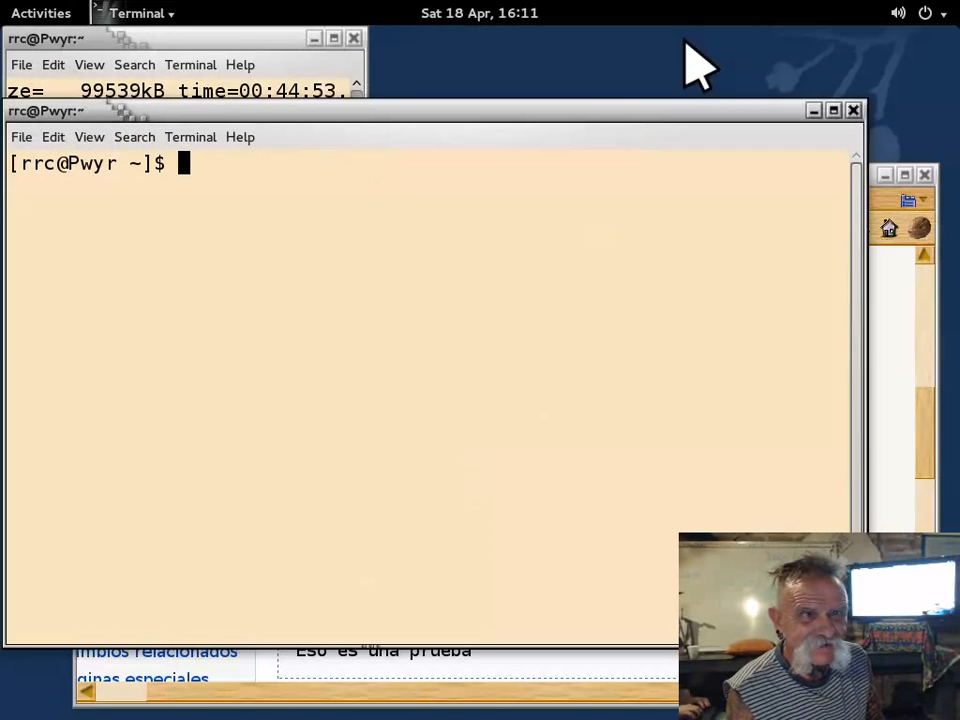 Activities Terminal Sat 18 Apr, 16:11
rrc@Pwyr:~
File Edit View Search Terminal Help
ze= 99539kB time=00:44:53.
rrc@Pwyr:~
File Edit View Search Terminal Help
[rrc@Pwyr ~]$
mbios relacionados
Eso es una prueba
ginas especiales